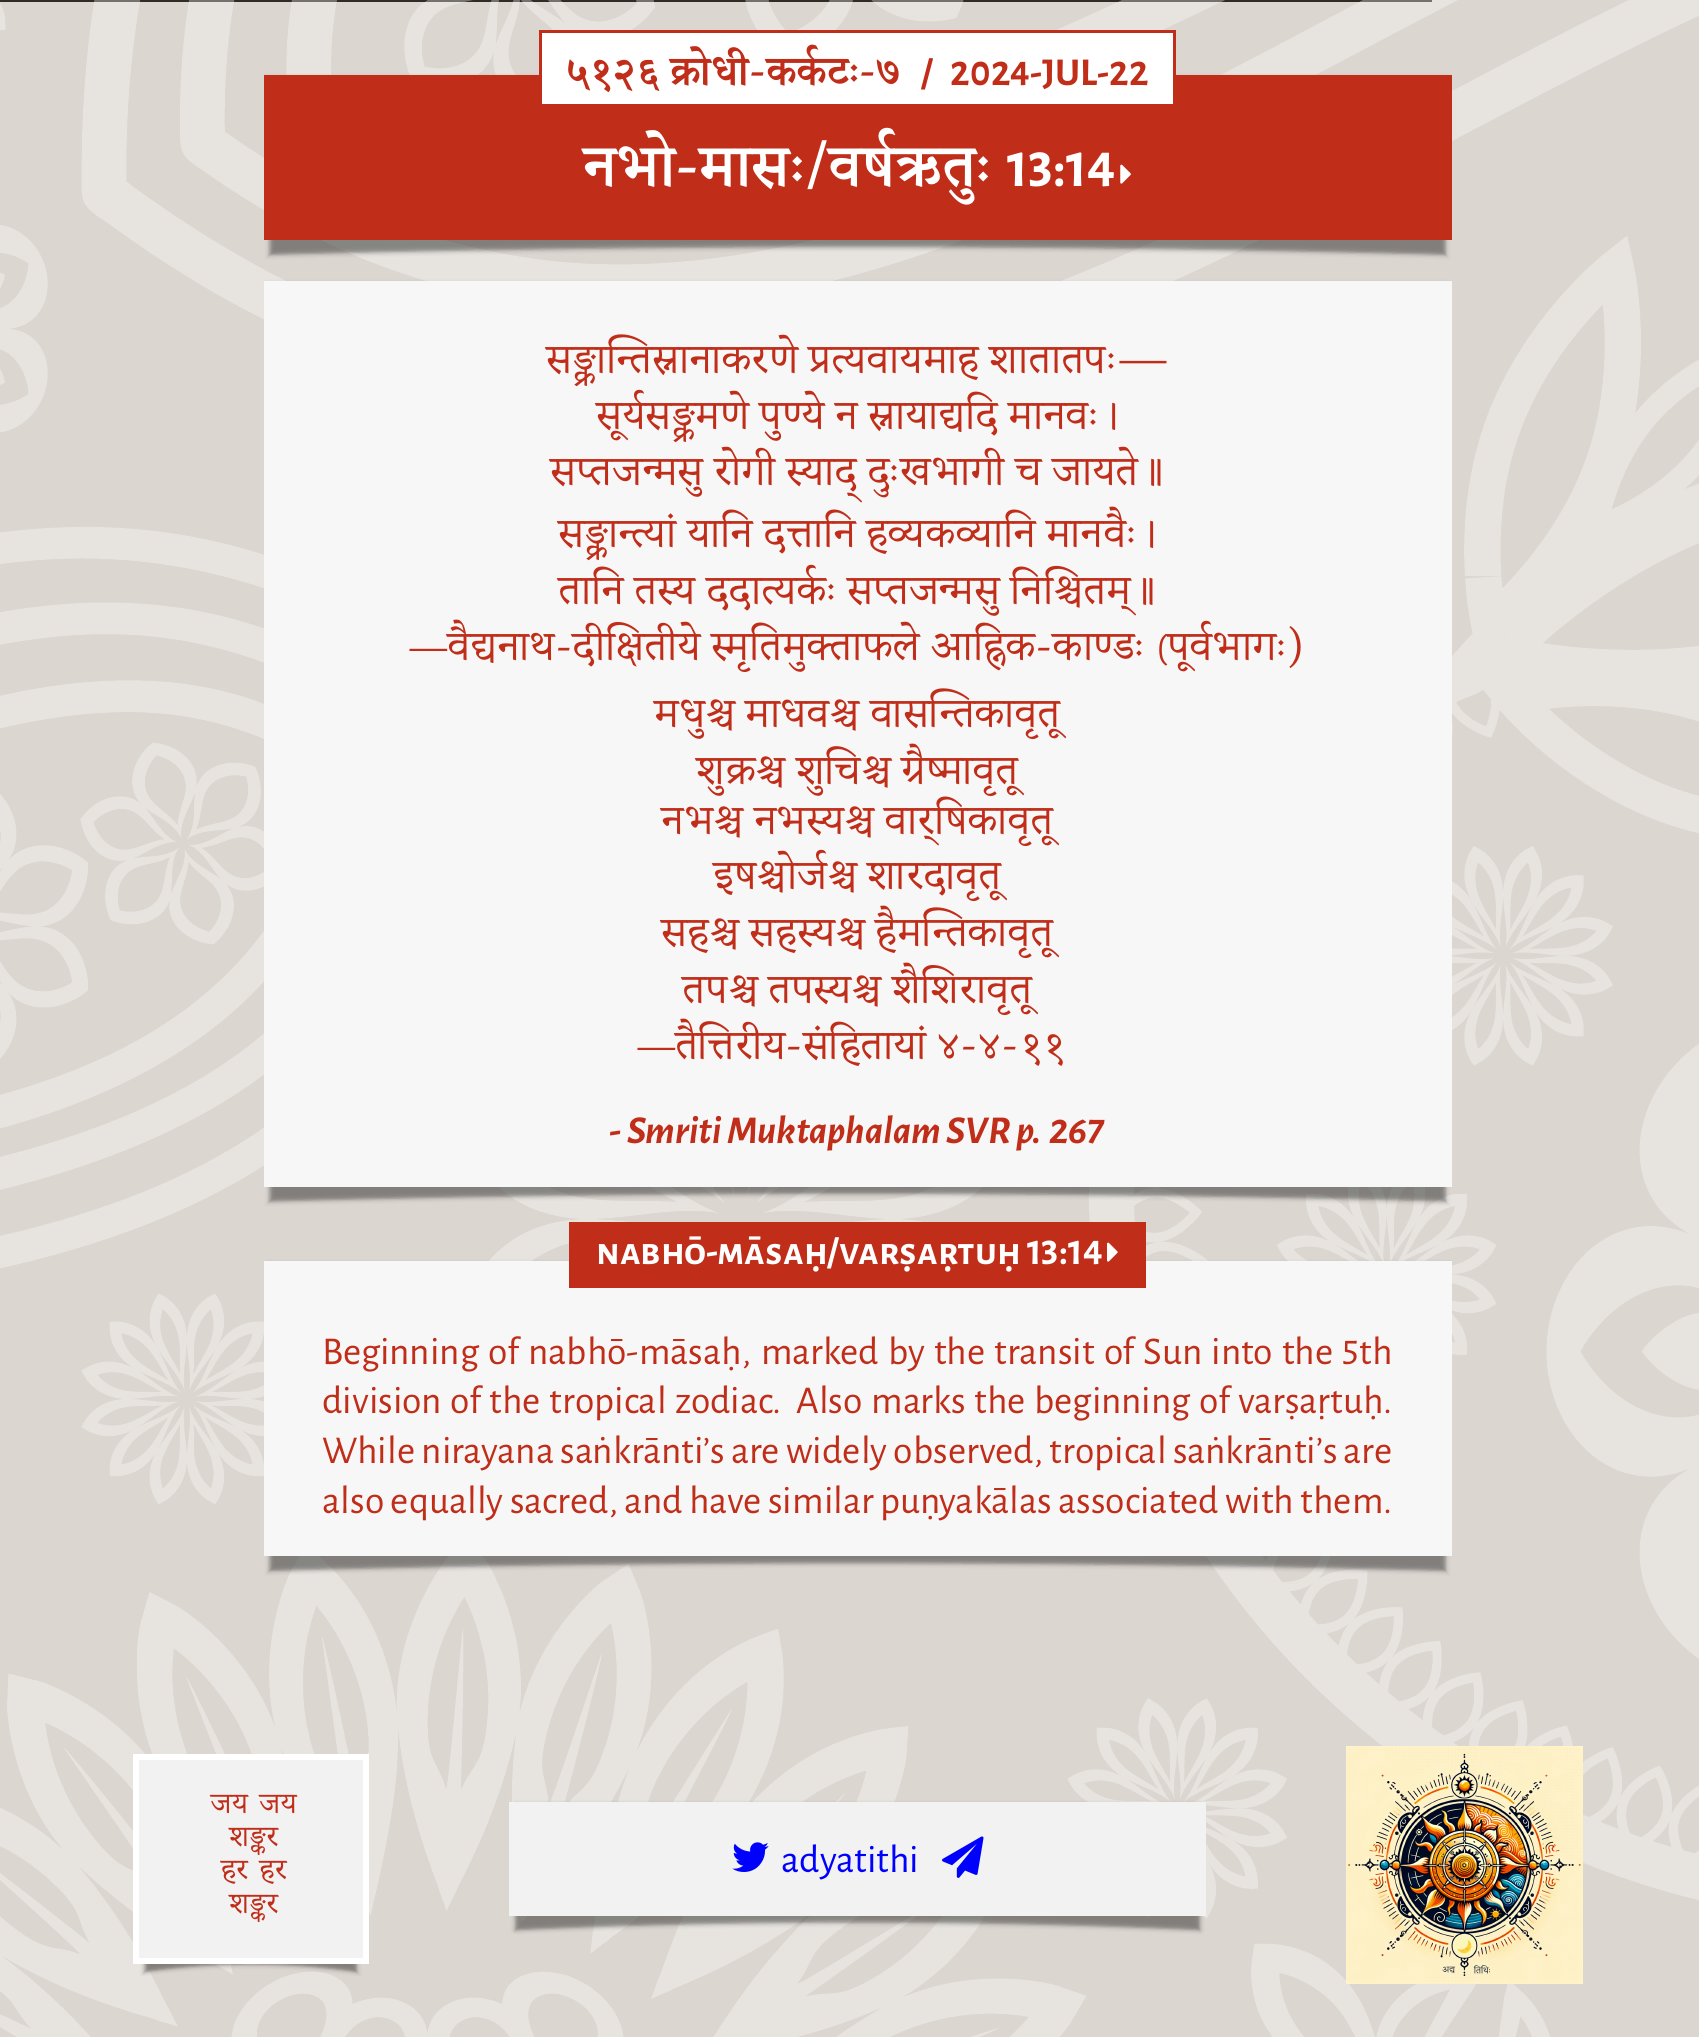 ५१२६ क्रोधी-कर्कटः-७ / 2024-JUL-22
नभो-मासः/वर्षऋतुः 13:14▸
सङ्क्रान्तिस्नानाकरणे प्रत्यवायमाह शातातपः—
सूर्यसङ्क्रमणे पुण्ये न स्नायाद्यदि मानवः।
सप्तजन्मसु रोगी स्याद् दुःखभागी च जायते॥
सङ्क्रान्त्यां यानि दत्तानि हव्यकव्यानि मानवैः।
तानि तस्य ददात्यर्कः सप्तजन्मसु निश्चितम्॥
—वैद्यनाथ-दीक्षितीये स्मृतिमुक्ताफले आह्निक-काण्डः (पूर्वभागः)
मधुश्च माधवश्च वासन्तिकावृतू
शुक्रश्च शुचिश्च ग्रैष्मावृतू
नभश्च नभस्यश्च वार्‌षिकावृतू
इषश्चोर्जश्च शारदावृतू
सहश्च सहस्यश्च हैमन्तिकावृतू
तपश्च तपस्यश्च शैशिरावृतू
—तैत्तिरीय-संहितायां ४-४-११
- Smriti Muktaphalam SVR p. 267
NABHŌ-MĀSAḤ/VARṢAṚTUḤ 13:14▸
Beginning of nabhō-māsaḥ, marked by the transit of Sun into the 5th
division of the tropical zodiac. Also marks the beginning of varṣaṛtuḥ.
While nirayana saṅkrānti’s are widely observed, tropical saṅkrānti’s are
also equally sacred, and have similar puṇyakālas associated with them.
जय जय
शङ्कर
हर हर
शङ्कर
adyatithi
अद्य तिथिः